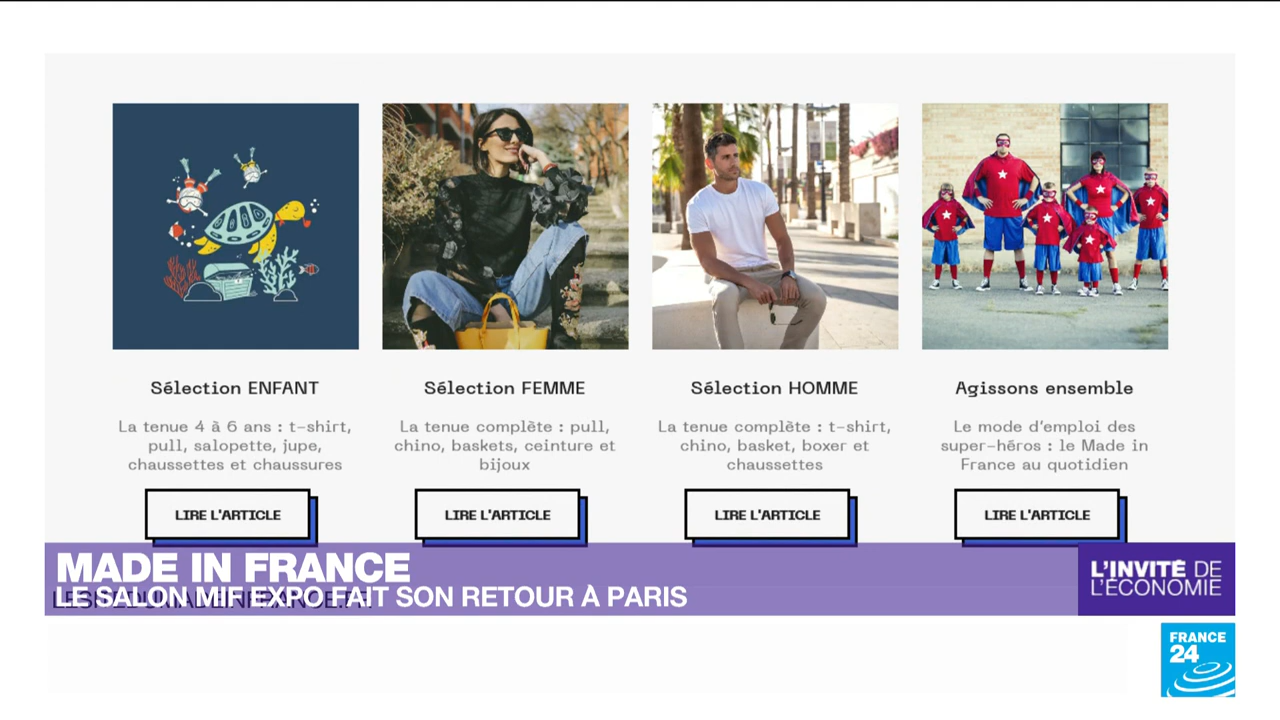 Sélection ENFANT
La tenue 4 à 6 ans : t-shirt,
pull, salopette, jupe,
chaussettes et chaussures
LIRE L'ARTICLE
Sélection FEMME
La tenue complète : pull,
chino, baskets, ceinture et
bijoux
LIRE L'ARTICLE
Sélection HOMME
La tenue complète : t-shirt,
chino, basket, boxer et
chaussettes
LIRE L'ARTICLE
Agissons ensemble
Le mode d'emploi des
super-héros : le Made in
France au quotidien
LIRE L'ARTICLE
MADE IN FRANCE
LE SALON MIF EXPO FAIT SON RETOUR À PARIS
L'INVITÉ DE
L'ÉCONOMIE
FRANCE
24